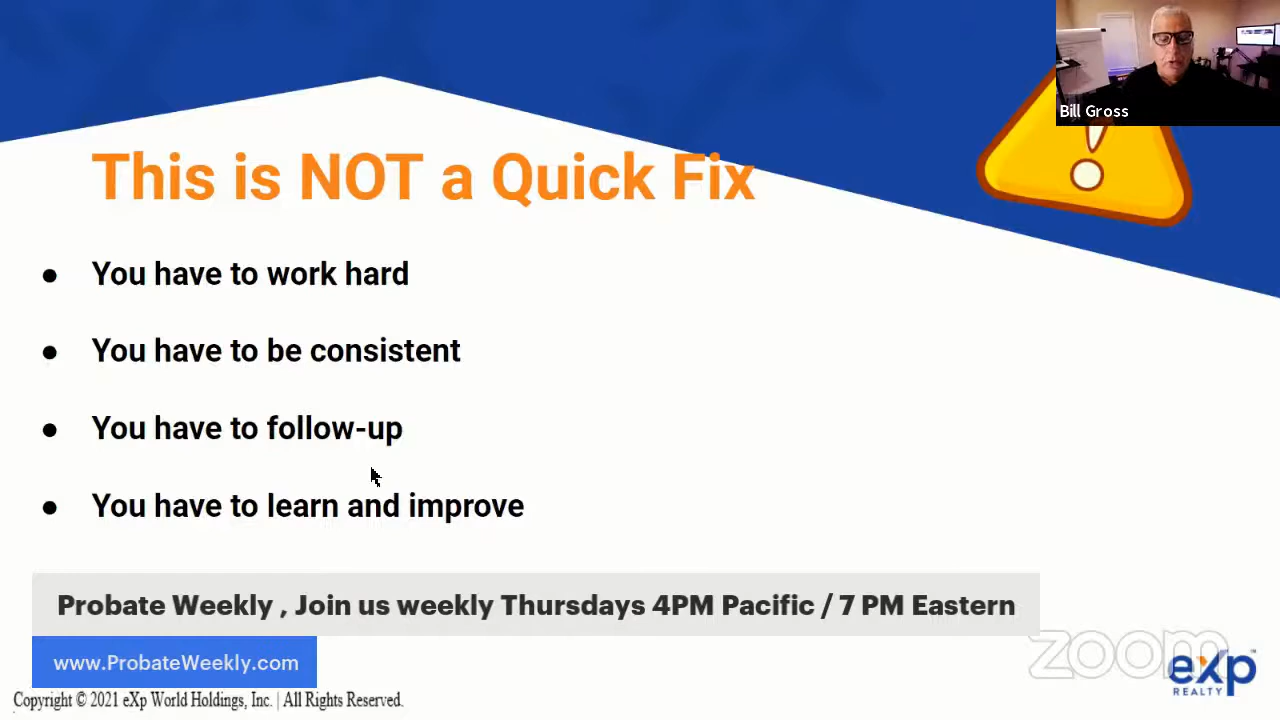 Bill Gross
This is NOT a Quick Fix
● You have to work hard
● You have to be consistent
● You have to follow-up
● You have to learn and improve
Probate Weekly , Join us weekly Thursdays 4PM Pacific / 7 PM Eastern
www.ProbateWeekly.com
zoom
eXp
REALTY
Copyright © 2021 eXp World Holdings, Inc. | All Rights Reserved.